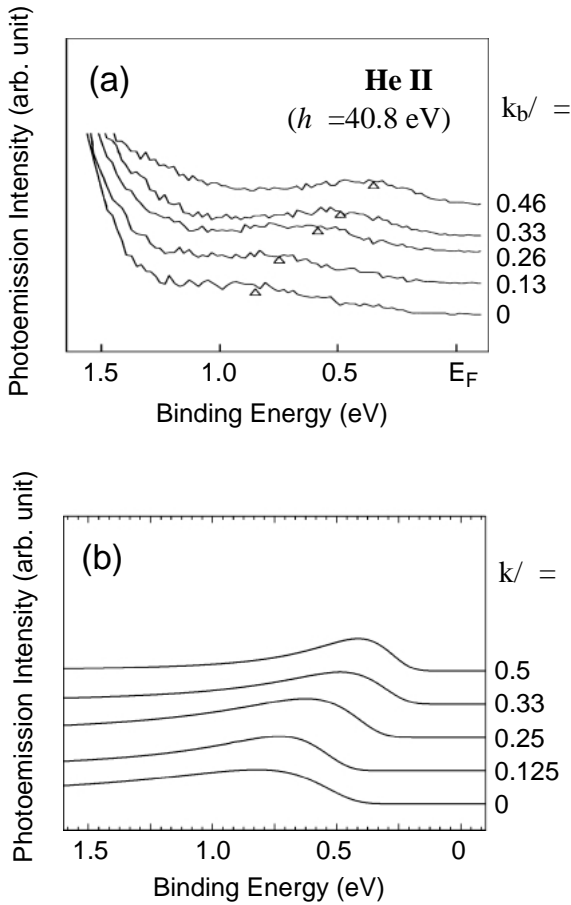 (a)
He II
(h =40.8 eV)
k_b/ =
0.46
0.33
0.26
0.13
0
1.5 1.0 0.5 E_F
Binding Energy (eV)
Photoemission Intensity (arb. unit)
(b)
k/ =
0.5
0.33
0.25
0.125
0
1.5 1.0 0.5 0
Binding Energy (eV)
Photoemission Intensity (arb. unit)